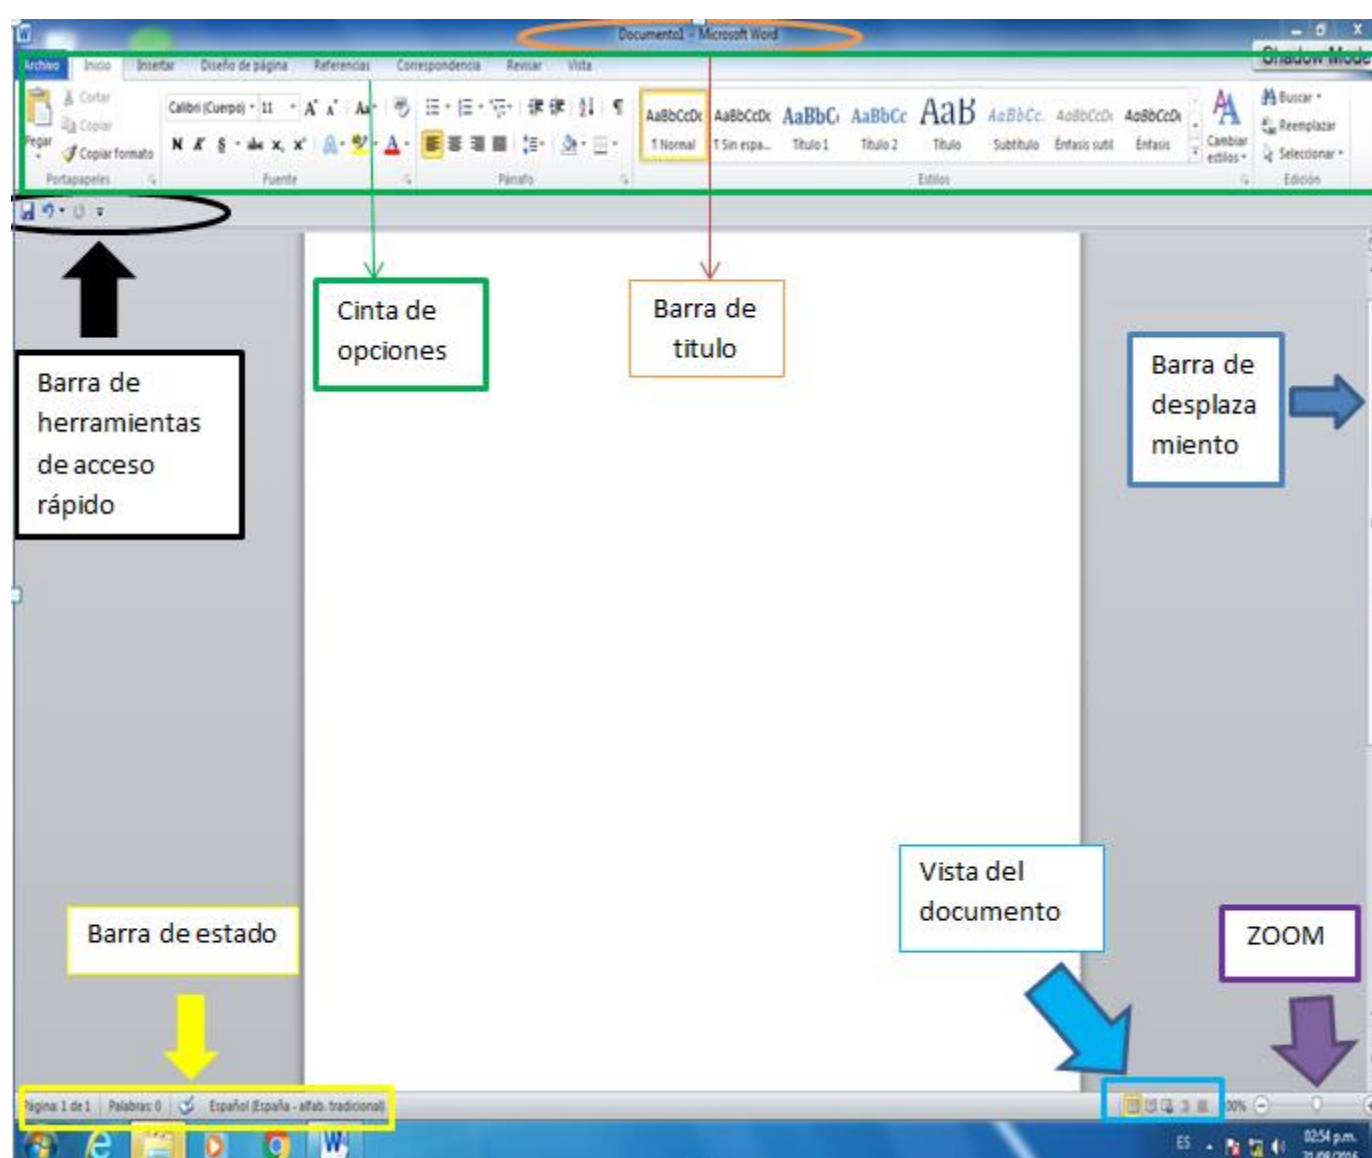 Documento1 - Microsoft Word
Shadow Mode
Archivo Inicio Insertar Diseño de página Referencias Correspondencia Revisar Vista
Cortar
Copiar
Pegar
Copiar formato
Portapapeles
Calibri (Cuerpo) 11
Fuente
Párrafo
AaBbCcDc AaBbCcDc AaBbC AaBbCc AaB AaBbCc. AaBbCcDc AaBbCcDc
¶ Normal ¶ Sin espa... Título 1 Título 2 Título Subtítulo Énfasis sutil Énfasis
Estilos
Cambiar
estilos
Buscar
Reemplazar
Seleccionar
Edición
Cinta de
opciones
Barra de
titulo
Barra de
herramientas
de acceso
rápido
Barra de
desplaza
miento
Vista del
documento
Barra de estado
ZOOM
Página: 1 de 1 Palabras: 0 Español (España - alfab. tradicional)
00%
ES
02:54 p.m.